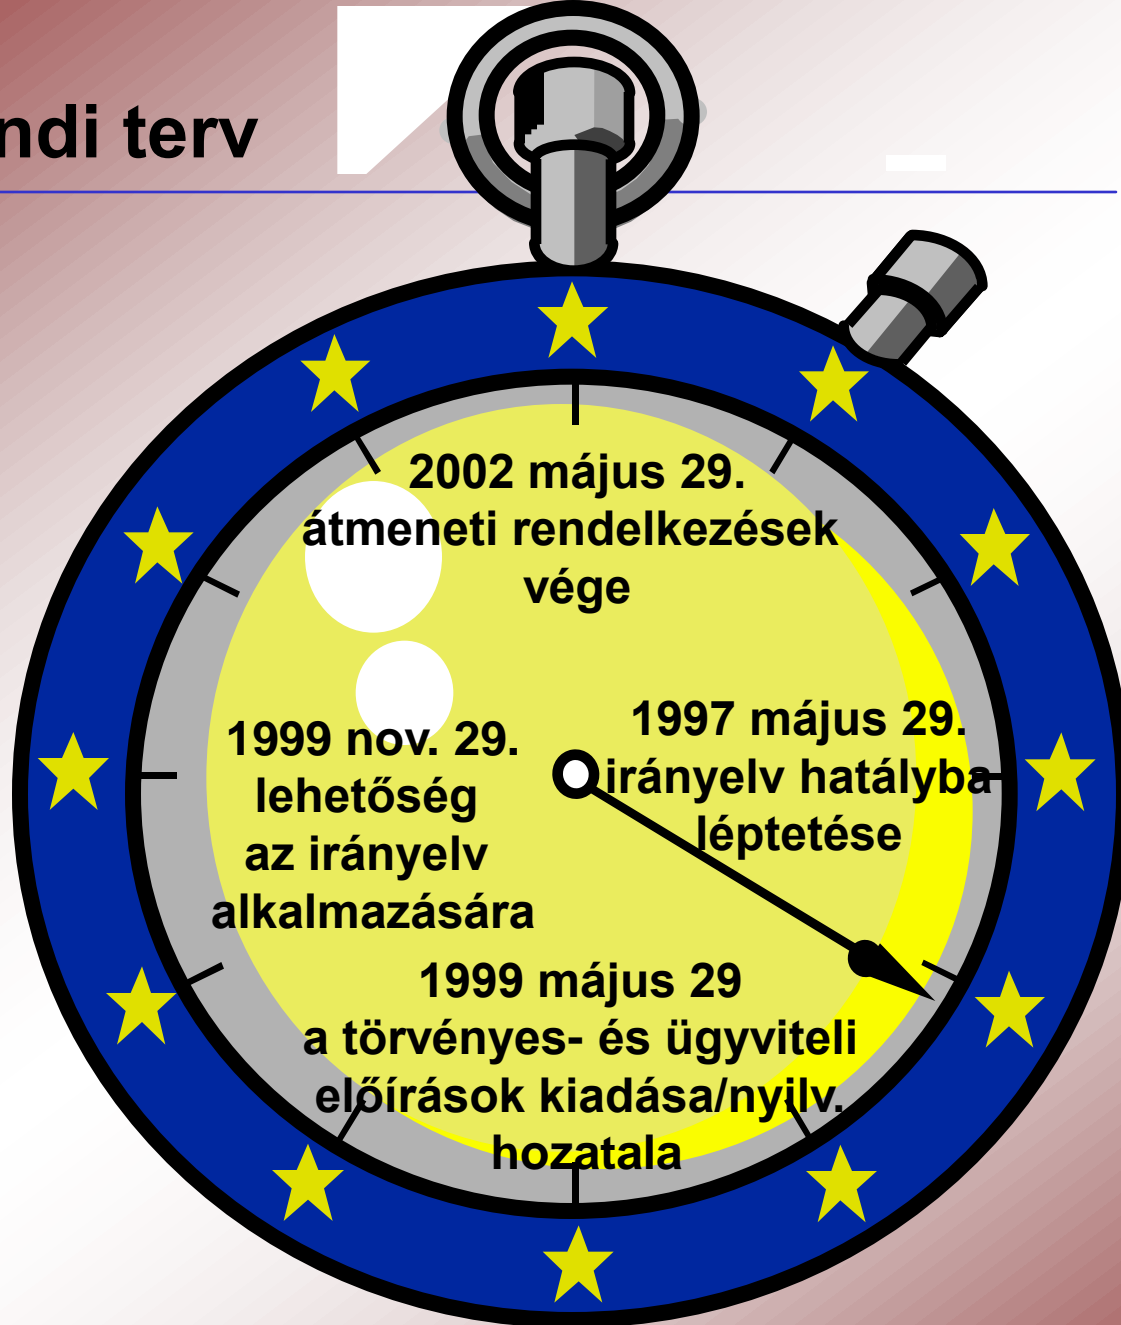 ndi terv
2002 május 29.
átmeneti rendelkezések
vége
1997 május 29.
irányelv hatályba
léptetése
1999 nov. 29.
lehetőség
az irányelv
alkalmazására
1999 május 29
a törvényes- és ügyviteli
előírások kiadása/nyilv.
hozatala